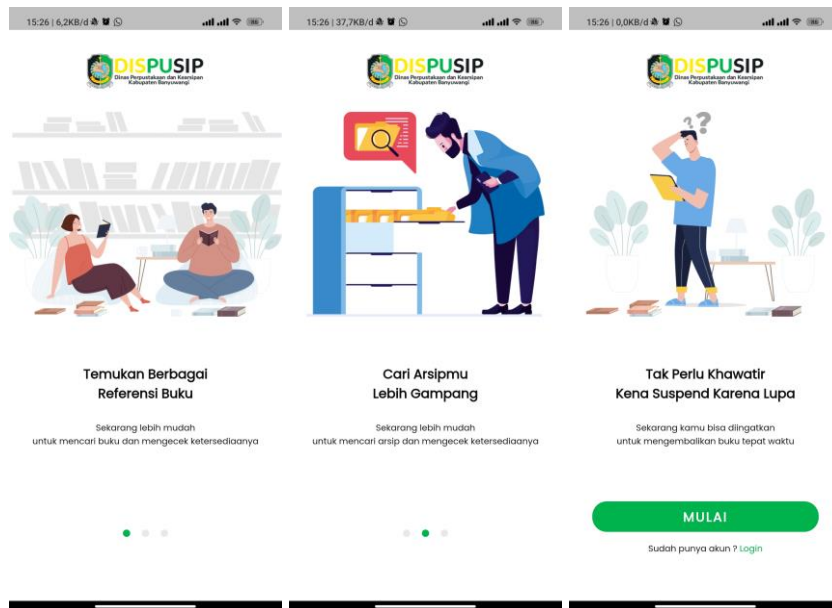 15:26 | 6,2KB/d
DISPUSIP
Dinas Perpustakaan dan Kearsipan
Kabupaten Banyuwangi
Temukan Berbagai
Referensi Buku
Sekarang lebih mudah
untuk mencari buku dan mengecek ketersediaanya
15:26 | 37,7KB/d
DISPUSIP
Dinas Perpustakaan dan Kearsipan
Kabupaten Banyuwangi
Cari Arsipmu
Lebih Gampang
Sekarang lebih mudah
untuk mencari arsip dan mengecek ketersediaanya
15:26 | 0,0KB/d
DISPUSIP
Dinas Perpustakaan dan Kearsipan
Kabupaten Banyuwangi
??
Tak Perlu Khawatir
Kena Suspend Karena Lupa
Sekarang kamu bisa diingatkan
untuk mengembalikan buku tepat waktu
MULAI
Sudah punya akun ? Login